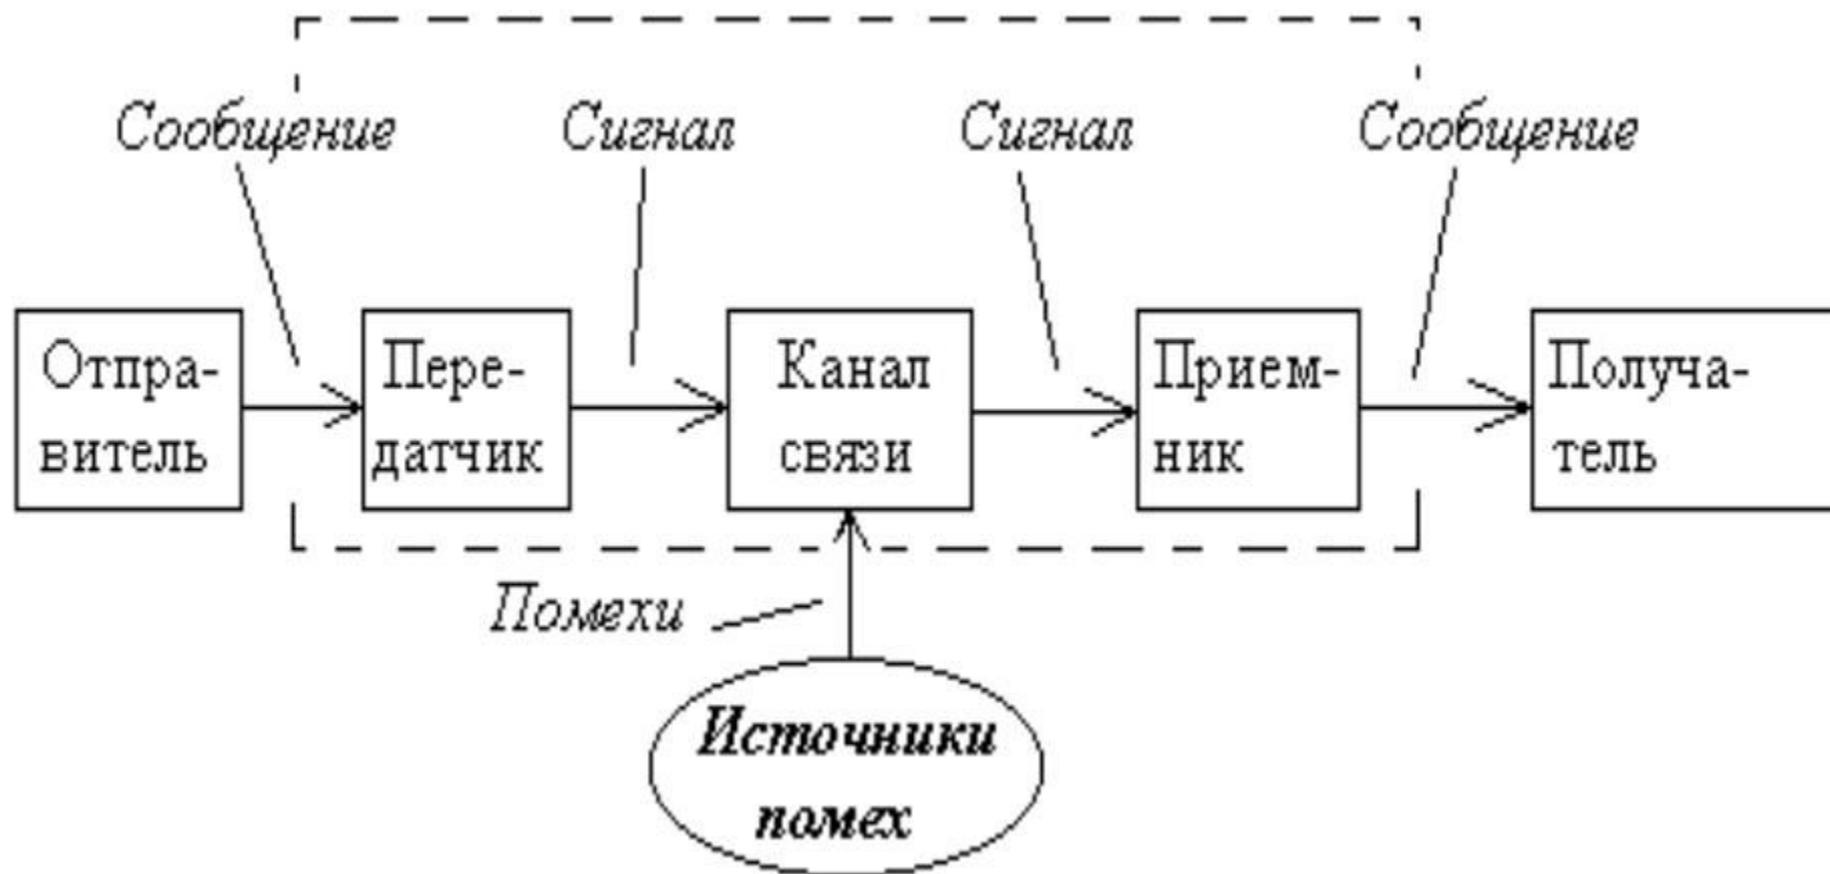 Сообщение
Сигнал
Сигнал
Сообщение
Отпра-
витель
Пере-
датчик
Канал
связи
Прием-
ник
Получа-
тель
Помехи
Источники
помех